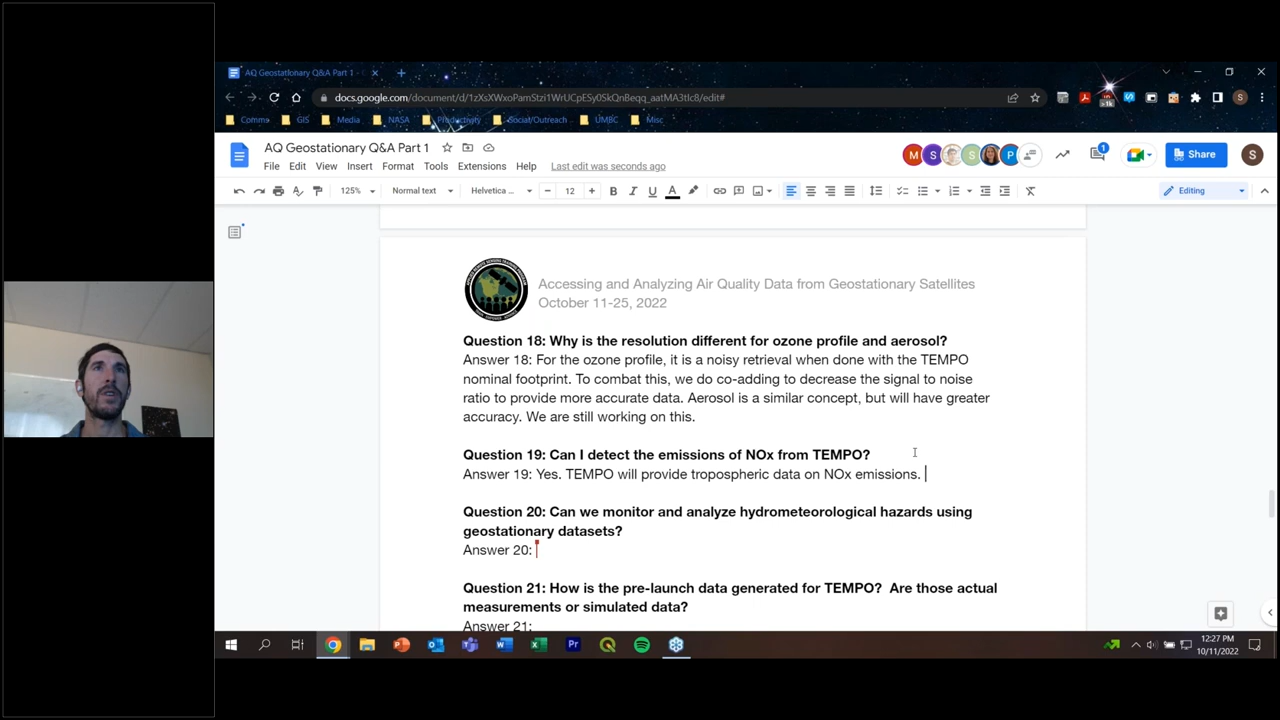 AQ Geostationary Q&A Part 1 -
docs.google.com/document/d/1zXsXWxoPamStzi1WrUCpESy0SkQnBeqq_aatMA3tIc8/edit#
Comms GIS Media NASA Productivity Social/Outreach UMBC Misc
AQ Geostationary Q&A Part 1
File Edit View Insert Format Tools Extensions Help Last edit was seconds ago
M S S P 1 Share S
125% Normal text Helvetica ... 12 B I U A Editing
Accessing and Analyzing Air Quality Data from Geostationary Satellites
October 11-25, 2022
Question 18: Why is the resolution different for ozone profile and aerosol?
Answer 18: For the ozone profile, it is a noisy retrieval when done with the TEMPO
nominal footprint. To combat this, we do co-adding to decrease the signal to noise
ratio to provide more accurate data. Aerosol is a similar concept, but will have greater
accuracy. We are still working on this.
Question 19: Can I detect the emissions of NOx from TEMPO?
Answer 19: Yes. TEMPO will provide tropospheric data on NOx emissions.
Question 20: Can we monitor and analyze hydrometeorological hazards using
geostationary datasets?
Answer 20:
Question 21: How is the pre-launch data generated for TEMPO? Are those actual
measurements or simulated data?
Answer 21:
12:27 PM
10/11/2022